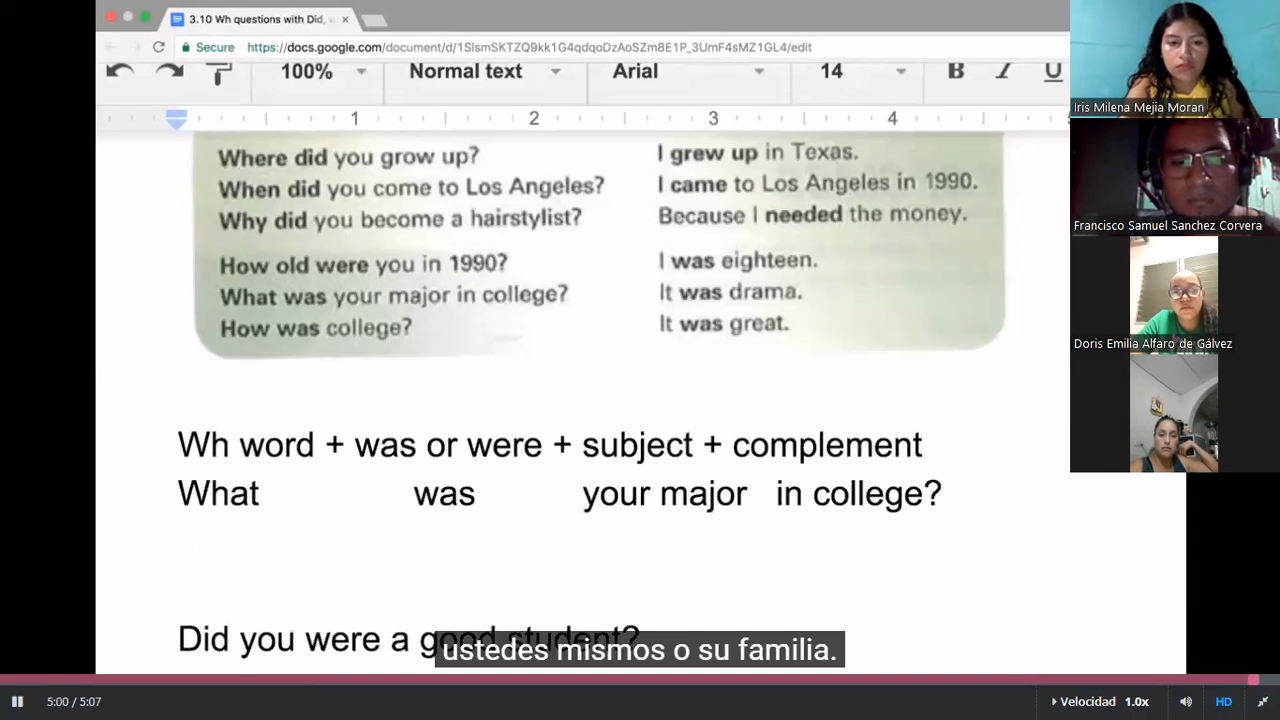 3.10 Wh questions with Did,
Secure https://docs.google.com/document/d/1SlsmSKTZQ9kk1G4qdqoDzAoSZm8E1P_3UmF4sMZ1GL4/edit
100% Normal text Arial 14 B I U
1 2 3 4
Where did you grow up? I grew up in Texas.
When did you come to Los Angeles? I came to Los Angeles in 1990.
Why did you become a hairstylist? Because I needed the money.
How old were you in 1990? I was eighteen.
What was your major in college? It was drama.
How was college? It was great.
Wh word + was or were + subject + complement
What was your major in college?
Did you were a good student?
ustedes mismos o su familia.
Iris Milena Mejia Moran
Francisco Samuel Sanchez Corvera
Doris Emilia Alfaro de Gálvez
5:00 / 5:07
Velocidad 1.0x HD